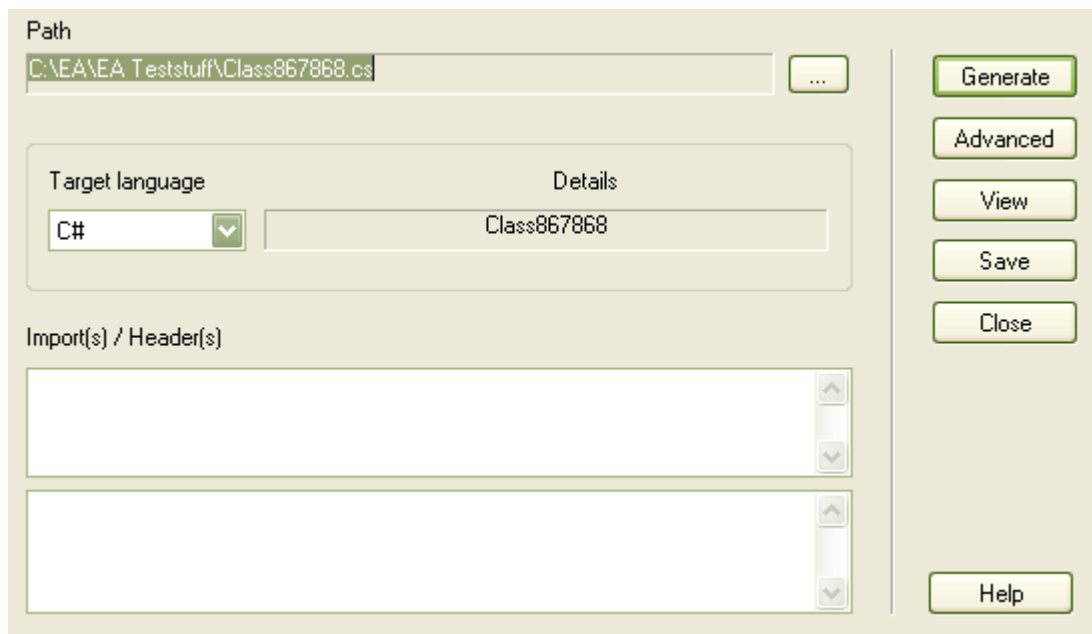 Path
C:\EA\EA Teststuff\Class867868.cs
...
Generate
Advanced
Target language
Details
View
C#
Class867868
Save
Close
Import(s) / Header(s)
Help